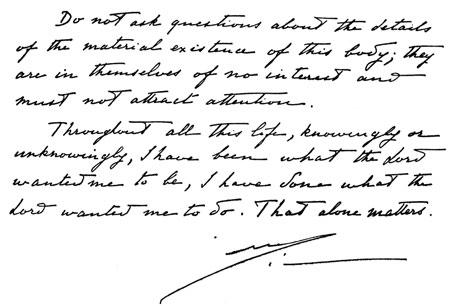 Do not ask questions about the details
of the material existence of this body; they
are in themselves of no interest and
must not attract attention.
Throughout all this life, knowingly or
unknowingly, I have been what the Lord
wanted me to be, I have done what the
Lord wanted me to do. That alone matters.